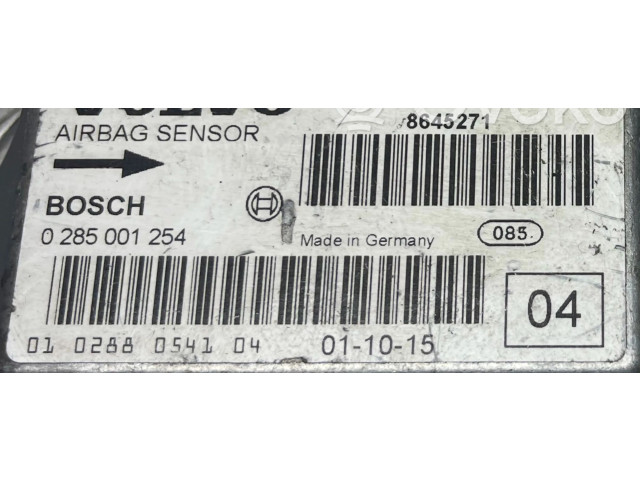 VOLVO
8645271
AIRBAG SENSOR
BOSCH
0 285 001 254
Made in Germany
085
01 0288 0541 04
01-10-15
04